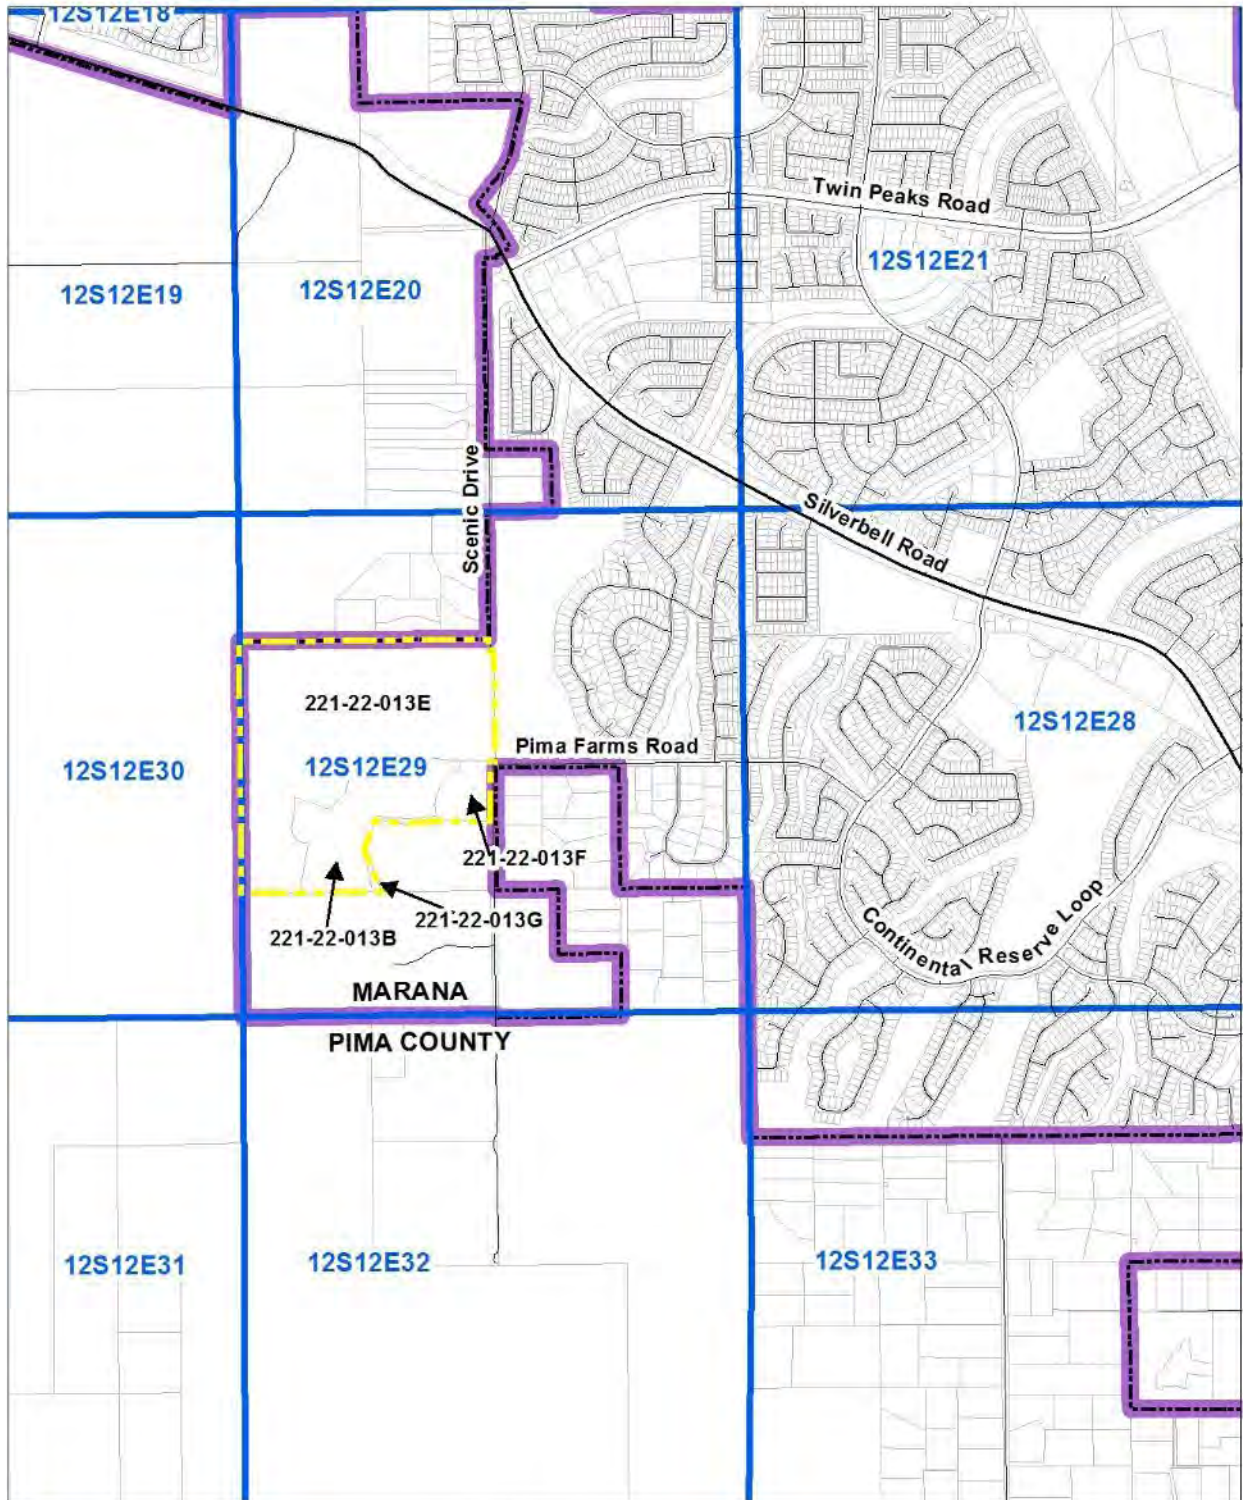 12S12E18
Twin Peaks Road
12S12E19
12S12E20
12S12E21
Scenic Drive
Silverbell Road
221-22-013E
12S12E30
12S12E29
Pima Farms Road
12S12E28
221-22-013F
221-22-013G
221-22-013B
Continental Reserve Loop
MARANA
PIMA COUNTY
12S12E31
12S12E32
12S12E33